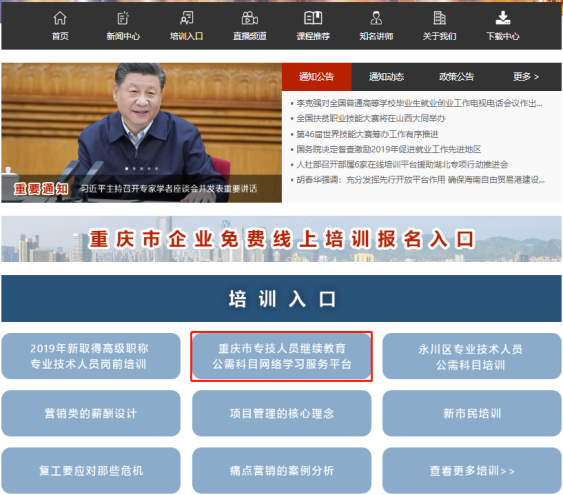 首页
新闻中心
培训入口
直播频道
课程推荐
知名讲师
关于我们
下载中心
通知公告
通知动态
政策公告
更多 >
李克强对全国普通高等学校毕业生就业创业工作电视电话会议作出...
全国扶贫职业技能大赛将在山西大同举办
第46届世界技能大赛筹办工作有序推进
国务院决定督查激励2019年促进就业工作先进地区
人社部召开部属6家在线培训平台援助湖北专项行动推进会
胡春华强调：充分发挥先行开放平台作用 确保海南自由贸易港建设...
重要通知
习近平主持召开专家学者座谈会并发表重要讲话
重庆市企业免费线上培训报名入口
培训入口
2019年新取得高级职称
专业技术人员岗前培训
重庆市专技人员继续教育
公需科目网络学习服务平台
永川区专业技术人员
公需科目培训
营销类的薪酬设计
项目管理的核心理念
新市民培训
复工要应对那些危机
痛点营销的案例分析
查看更多培训>>